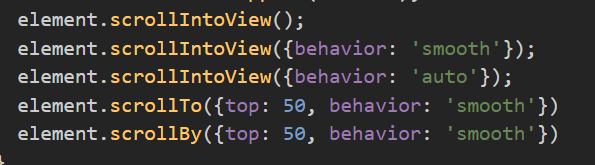 element.scrollIntoView();
element.scrollIntoView({behavior: 'smooth'});
element.scrollIntoView({behavior: 'auto'});
element.scrollTo({top: 50, behavior: 'smooth'})
element.scrollBy({top: 50, behavior: 'smooth'})